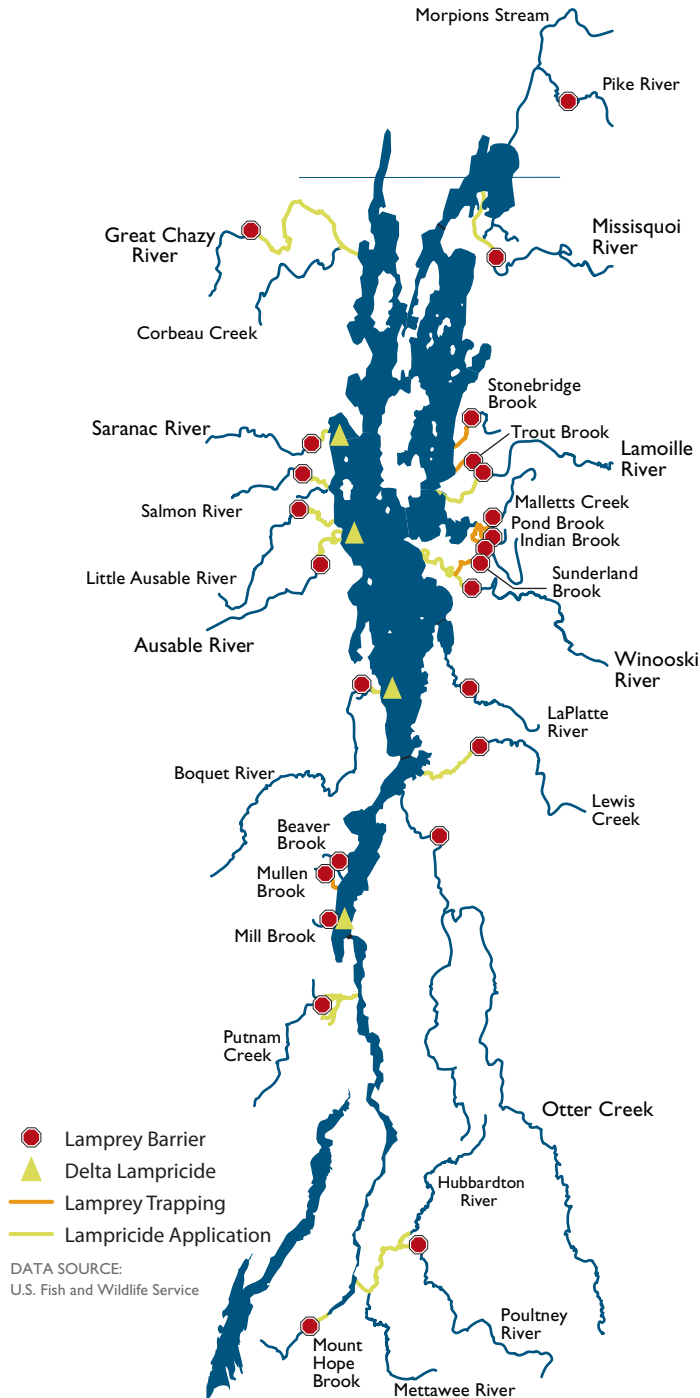 Morpions Stream
Pike River
Great Chazy
River
Missisquoi
River
Corbeau Creek
Stonebridge
Brook
Trout Brook
Saranac River
Lamoille
River
Malletts Creek
Pond Brook
Indian Brook
Salmon River
Little Ausable River
Sunderland
Brook
Ausable River
Winooski
River
LaPlatte
River
Boquet River
Lewis
Creek
Beaver
Brook
Mullen
Brook
Mill Brook
Putnam
Creek
Otter Creek
Hubbardton
River
Poultney
River
Mount
Hope
Brook
Mettawee River
Lamprey Barrier
Delta Lampricide
Lamprey Trapping
Lampricide Application
DATA SOURCE:
U.S. Fish and Wildlife Service